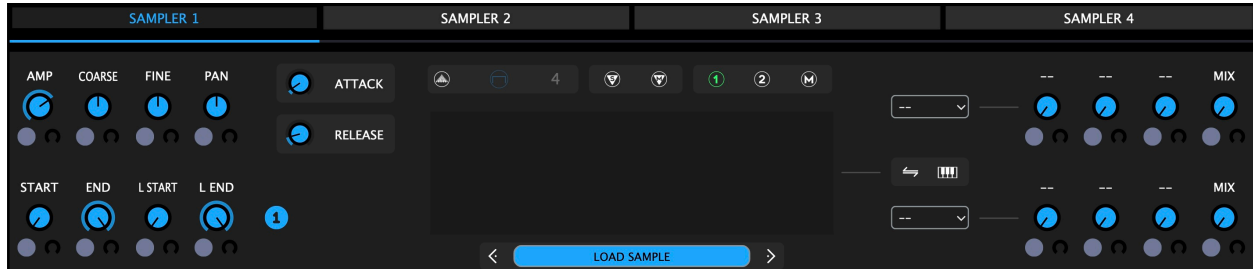 SAMPLER 1
SAMPLER 2
SAMPLER 3
SAMPLER 4
AMP COARSE FINE PAN
ATTACK
4
1 2 M
-- -- -- MIX
--
RELEASE
START END L START L END
1
-- -- -- MIX
--
LOAD SAMPLE